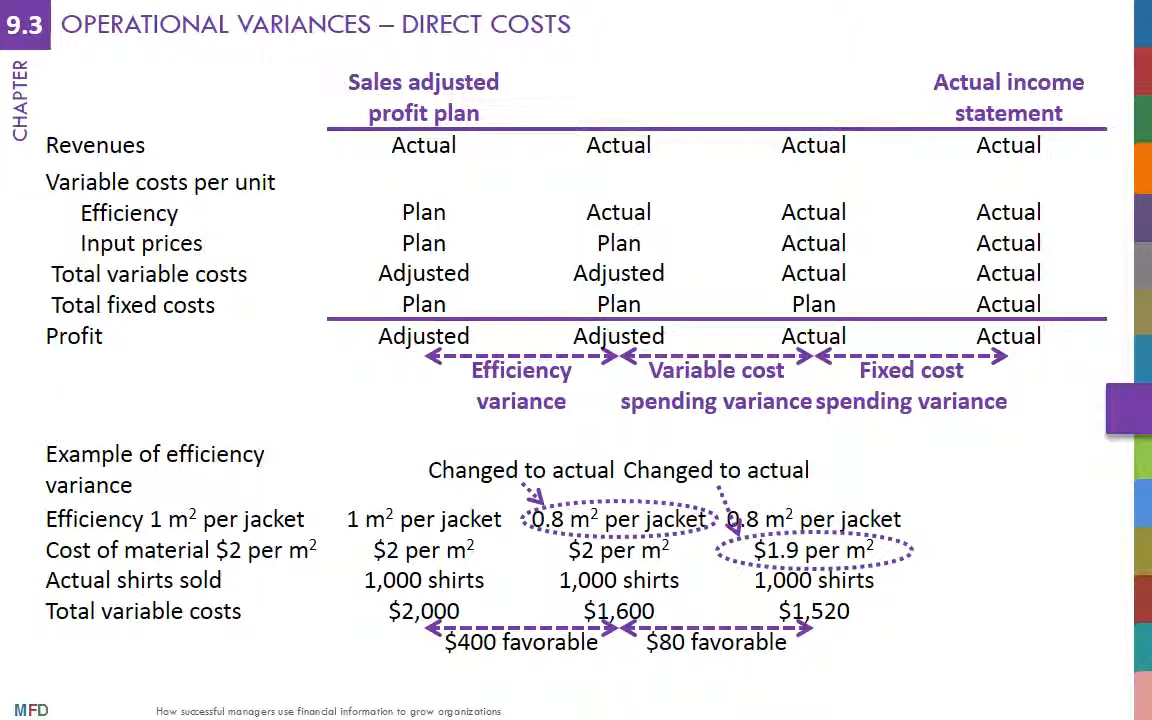 9.3 OPERATIONAL VARIANCES – DIRECT COSTS
CHAPTER
Sales adjusted profit plan
Actual income statement
Revenues Actual Actual Actual Actual
Variable costs per unit
Efficiency Plan Actual Actual Actual
Input prices Plan Plan Actual Actual
Total variable costs Adjusted Adjusted Actual Actual
Total fixed costs Plan Plan Plan Actual
Profit Adjusted Adjusted Actual Actual
Efficiency variance
Variable cost spending variance
Fixed cost spending variance
Example of efficiency variance
Changed to actual Changed to actual
Efficiency 1 m² per jacket 1 m² per jacket 0.8 m² per jacket 0.8 m² per jacket
Cost of material $2 per m² $2 per m² $2 per m² $1.9 per m²
Actual shirts sold 1,000 shirts 1,000 shirts 1,000 shirts
Total variable costs $2,000 $1,600 $1,520
$400 favorable $80 favorable
MFD How successful managers use financial information to grow organizations